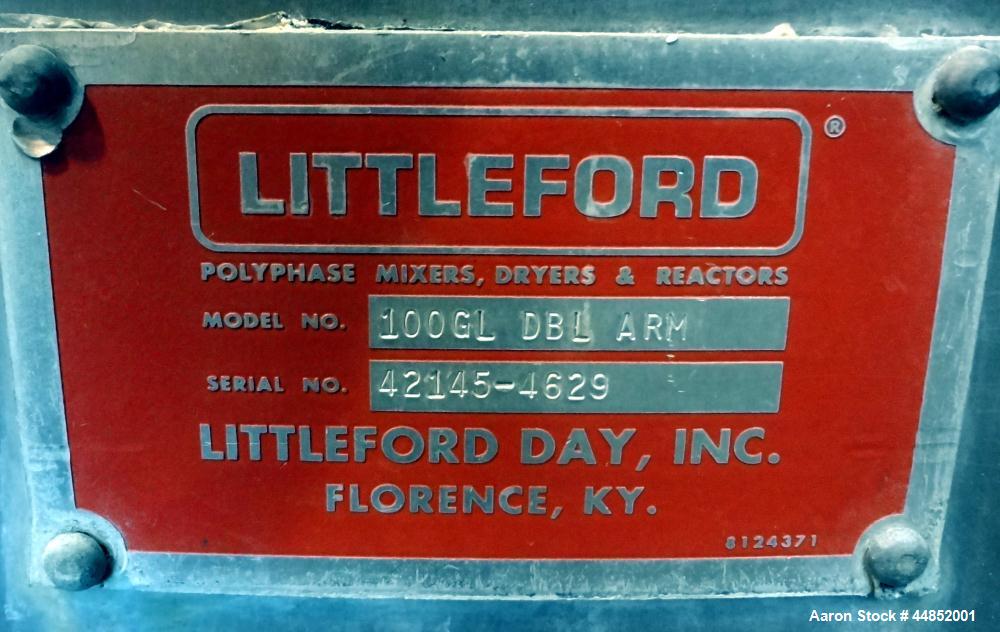 LITTLEFORD ®
POLYPHASE MIXERS, DRYERS & REACTORS
MODEL NO. 100GL DBL ARM
SERIAL NO. 42145-4629
LITTLEFORD DAY, INC.
FLORENCE, KY.
8124371
Aaron Stock # 44852001